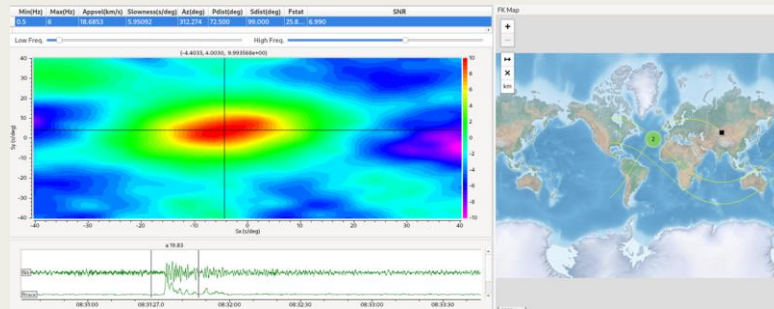 Min(Hz) Max(Hz) Appvel(km/s) Slowness(s/deg) Az(deg) Pdist(deg) Sdist(deg) Fstat SNR
0.5 6 18.6853 5.95092 312.274 72.500 99.000 25.8... 6.990
Low Freq. High Freq.
(-4.4033, 4.0030, 9.993566e+00)
40
30
20
10
0
-10
-20
-30
-40
-40 -30 -20 -10 0 10 20 30 40
Sy(s/deg)
Sx(s/deg)
10
8
6
4
2
0
-2
-4
-6
-8
-10
08:31:00 08:31:27.0 08:32:00 08:32:30 08:33:00 08:33:30
FK Map
+
-
km
2